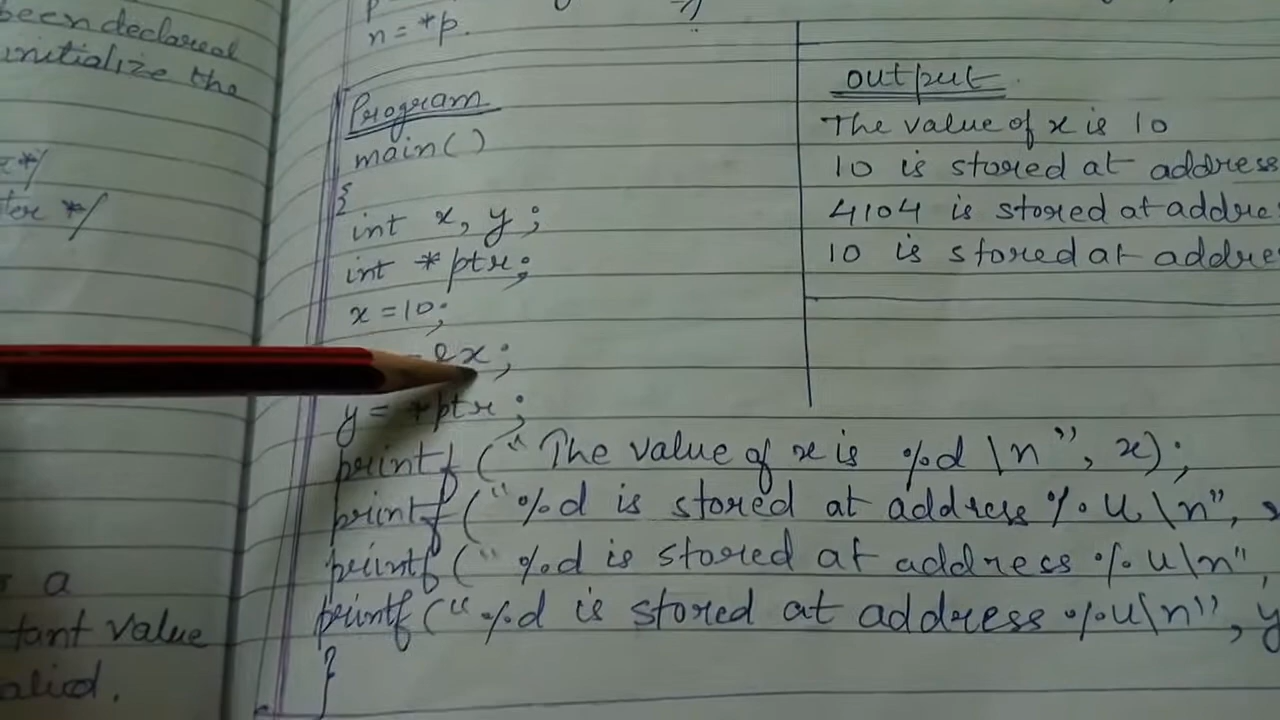 been declareal
initialize the
*/
ter */
a
tant value
alid.
p
n = *p.
Program
main()
{
int x, y;
int *ptr;
x = 10;
x;
y = *ptr;
printf (" The value of x is %d \n", x);
printf ("%d is stored at address %u \n",
printf (" %d is stored at address %u\n",
printf (" %d is stored at address %u\n", y
}
output
The value of x is 10
10 is stored at address
4104 is stored at addre
10 is stored at addre